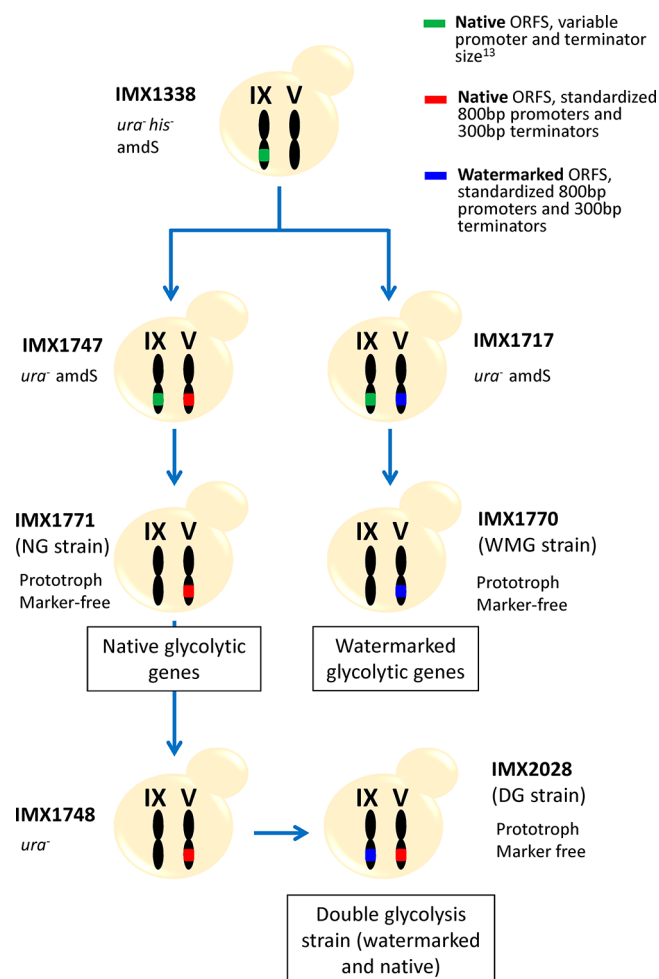 Native ORFS, variable
promoter and terminator
size13
Native ORFS, standardized
800bp promoters and
300bp terminators
Watermarked ORFS,
standardized 800bp
promoters and 300bp
terminators
IMX1338
ura- his-
amdS
IX V
IMX1747
ura- amdS
IX V
IX V
IMX1717
ura- amdS
IMX1771
(NG strain)
Prototroph
Marker-free
IX V
IX V
IMX1770
(WMG strain)
Prototroph
Marker-free
Native glycolytic
genes
Watermarked
glycolytic genes
IMX1748
ura-
IX V
IX V
IMX2028
(DG strain)
Prototroph
Marker free
Double glycolysis
strain (watermarked
and native)